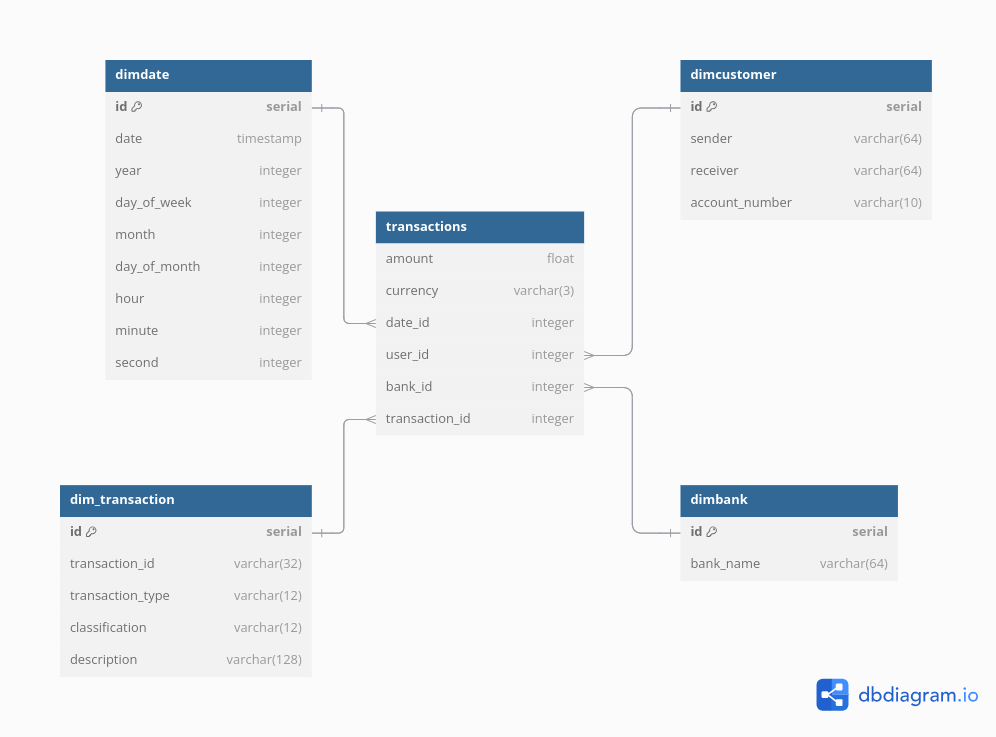 dimdate
id serial
date timestamp
year integer
day_of_week integer
month integer
day_of_month integer
hour integer
minute integer
second integer
dimcustomer
id serial
sender varchar(64)
receiver varchar(64)
account_number varchar(10)
transactions
amount float
currency varchar(3)
date_id integer
user_id integer
bank_id integer
transaction_id integer
dim_transaction
id serial
transaction_id varchar(32)
transaction_type varchar(12)
classification varchar(12)
description varchar(128)
dimbank
id serial
bank_name varchar(64)
dbdiagram.io